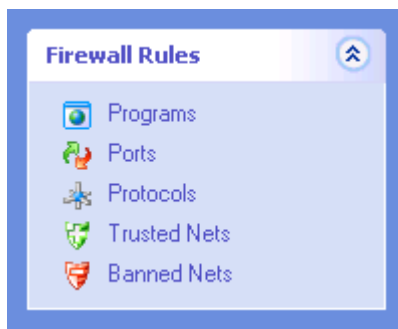 Firewall Rules
Programs
Ports
Protocols
Trusted Nets
Banned Nets